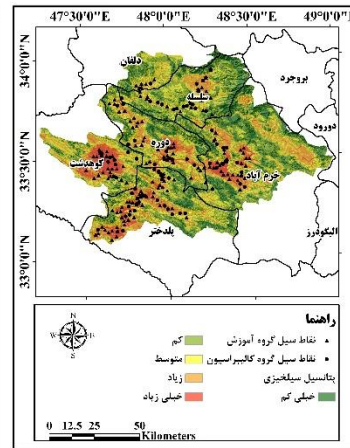 47°30'0"E 48°0'0"E 48°30'0"E 49°0'0"E
34°0'0"N
33°30'0"N
33°0'0"N
دلفان
سلسله
بروجرد
دورود
دوره
کوهدشت
خرم آباد
الیگودرز
پلدختر
راهنما
نقاط سیل گروه آموزش
نقاط سیل گروه کالیبراسیون
پتانسیل سیلخیزی
خیلی کم
کم
متوسط
زیاد
خیلی زیاد
0 12.5 25 50
Kilometers